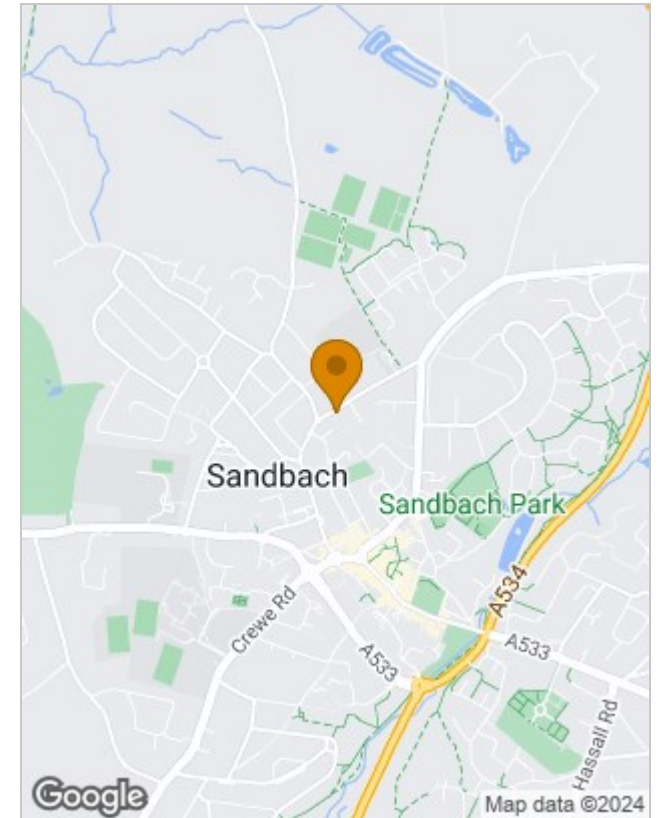 Sandbach
Sandbach Park
A534
Crewe Rd
A533
A533
Hassall Rd
Google
Map data ©2024